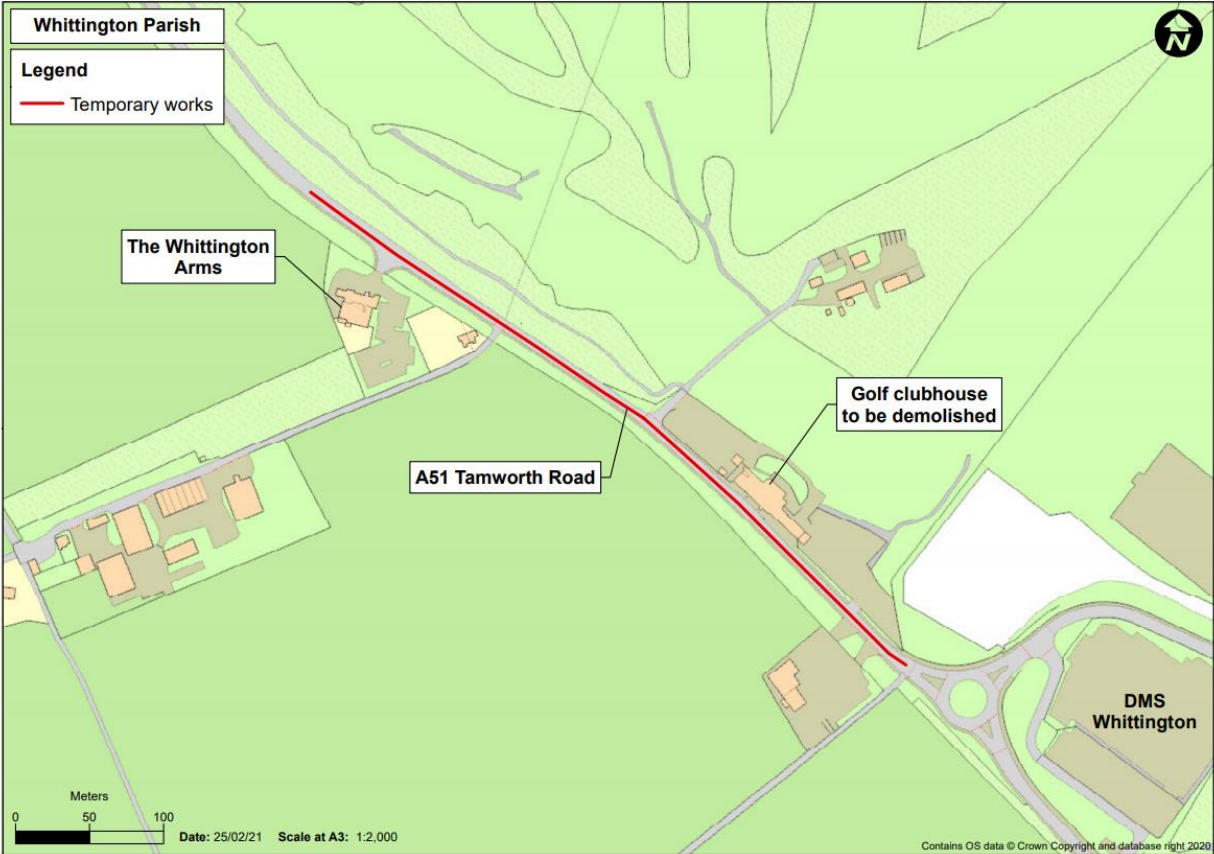 Whittington Parish
Legend
Temporary works
N
The Whittington
Arms
Golf clubhouse
to be demolished
A51 Tamworth Road
DMS
Whittington
Meters
0 50 100
Date: 25/02/21 Scale at A3: 1:2,000
Contains OS data © Crown Copyright and database right 2020